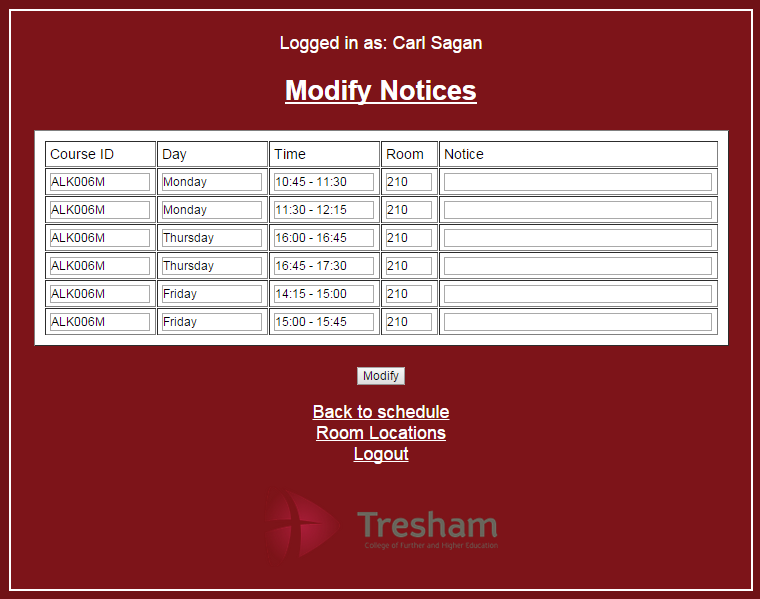 Logged in as: Carl Sagan
Modify Notices
Course ID Day Time Room Notice
ALK006M Monday 10:45 - 11:30 210
ALK006M Monday 11:30 - 12:15 210
ALK006M Thursday 16:00 - 16:45 210
ALK006M Thursday 16:45 - 17:30 210
ALK006M Friday 14:15 - 15:00 210
ALK006M Friday 15:00 - 15:45 210
Modify
Back to schedule
Room Locations
Logout
Tresham
College of Further and Higher Education